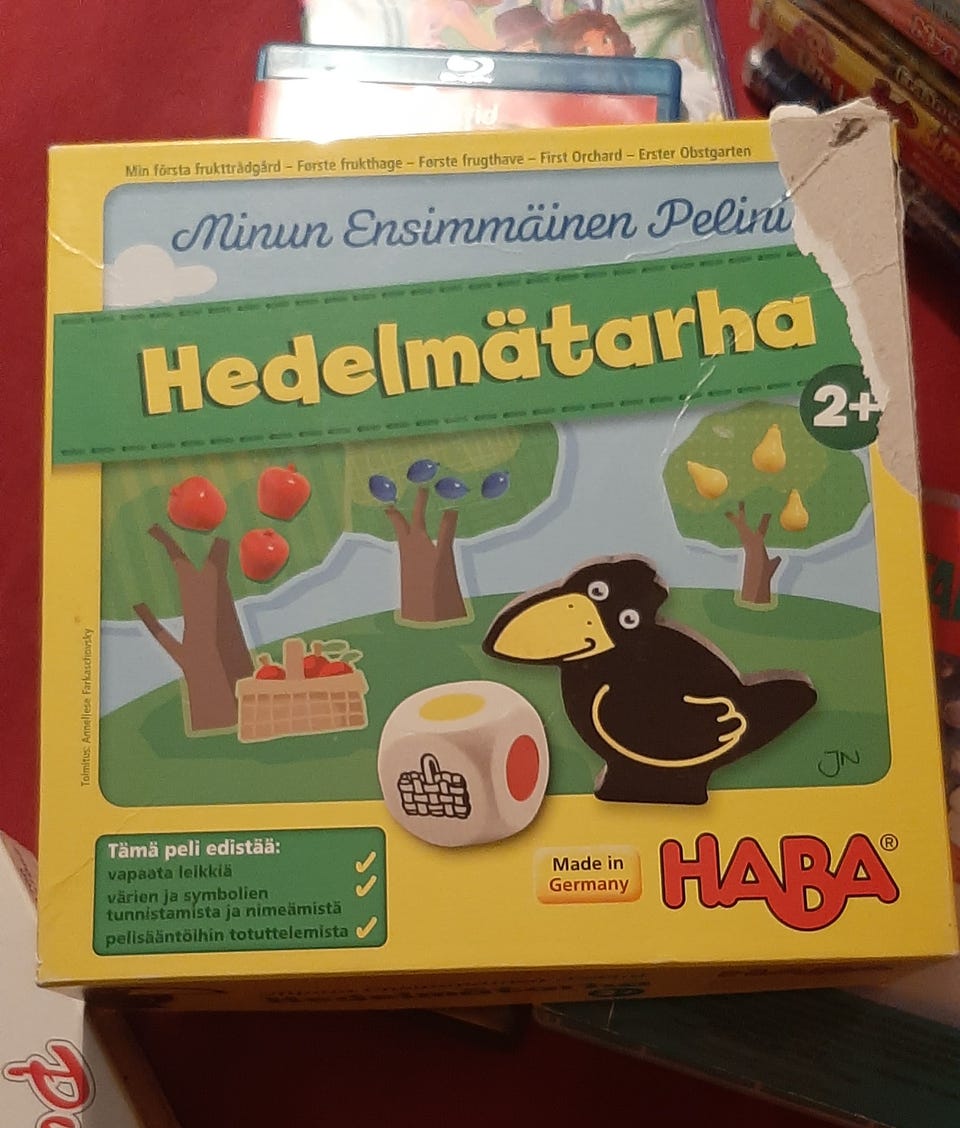 Min första fruktträdgård – Første frukthage – Første frugthave – First Orchard – Erster Obstgarten
Minun Ensimmäinen Pelini
Hedelmätarha
2+
Toimitus: Anneliese Farkaschovsky
JN
Tämä peli edistää:
vapaata leikkiä
värien ja symbolien
tunnistamista ja nimeämistä
pelisääntöihin totuttelemista
Made in
Germany
HABA®
Hedelmätarha